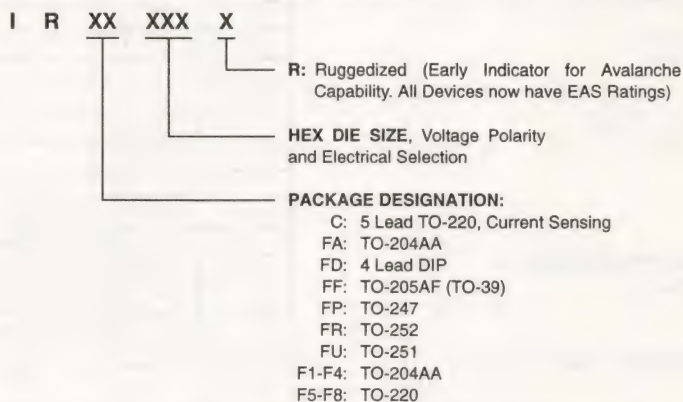 I R XX XXX X
R: Ruggedized (Early Indicator for Avalanche
Capability. All Devices now have EAS Ratings)
HEX DIE SIZE, Voltage Polarity
and Electrical Selection
PACKAGE DESIGNATION:
C: 5 Lead TO-220, Current Sensing
FA: TO-204AA
FD: 4 Lead DIP
FF: TO-205AF (TO-39)
FP: TO-247
FR: TO-252
FU: TO-251
F1-F4: TO-204AA
F5-F8: TO-220